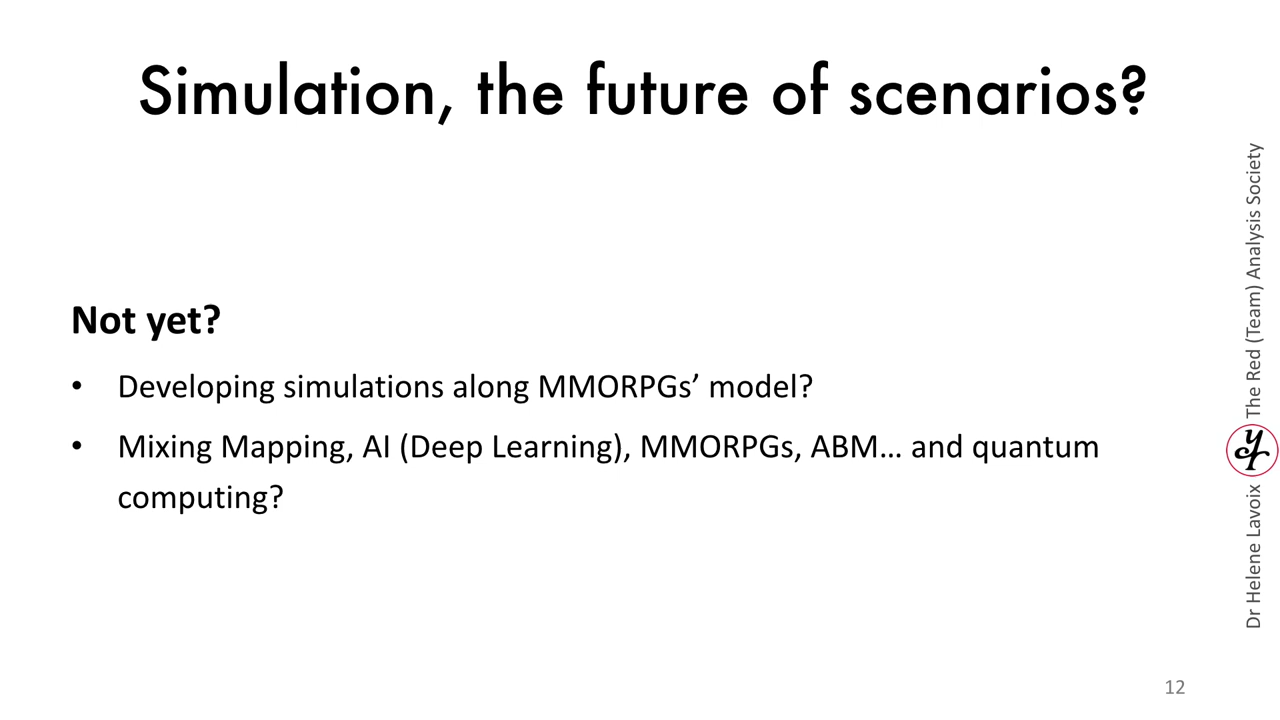 Simulation, the future of scenarios?
Not yet?
• Developing simulations along MMORPGs’ model?
• Mixing Mapping, AI (Deep Learning), MMORPGs, ABM… and quantum
computing?
Dr Helene Lavoix
The Red (Team) Analysis Society
12